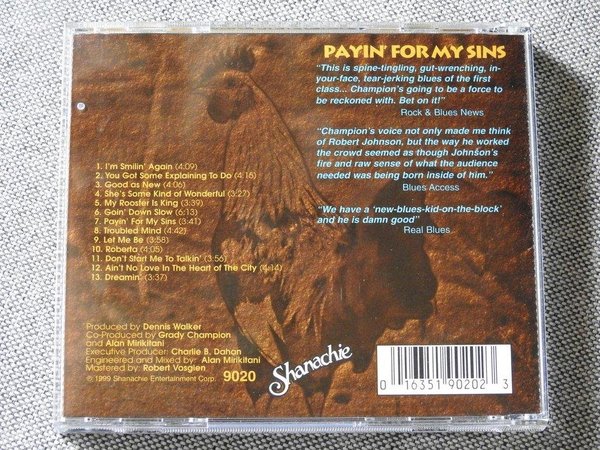 PAYIN' FOR MY SINS
"This is spine-tingling, gut-wrenching, in-
your-face, tear-jerking blues of the first
class... Champion's going to be a force to
be reckoned with. Bet on it!"
Rock & Blues News
"Champion's voice not only made me think
of Robert Johnson, but the way he worked
the crowd seemed as though Johnson's
fire and raw sense of what the audience
needed was being born inside of him."
Blues Access
"We have a 'new-blues-kid-on-the-block'
and he is damn good"
Real Blues
1. I'm Smilin' Again (4:09)
2. You Got Some Explaining To Do (4:15)
3. Good as New (4:06)
4. She's Some Kind of Wonderful (3:27)
5. My Rooster Is King (3:39)
6. Goin' Down Slow (6:13)
7. Payin' For My Sins (3:41)
8. Troubled Mind (4:42)
9. Let Me Be (3:58)
10. Roberta (4:05)
11. Don't Start Me To Talkin' (3:56)
12. Ain't No Love In The Heart of The City (4:14)
13. Dreamin' (3:37)
Produced by Dennis Walker
Co-Produced by Grady Champion
and Alan Mirikitani
Executive Producer: Charlie B. Dahan
Engineered and Mixed by: Alan Mirikitani
Mastered by: Robert Vosgien
© 1999 Shanachie Entertainment Corp. 9020
Shanachie
0 16351 90202 3